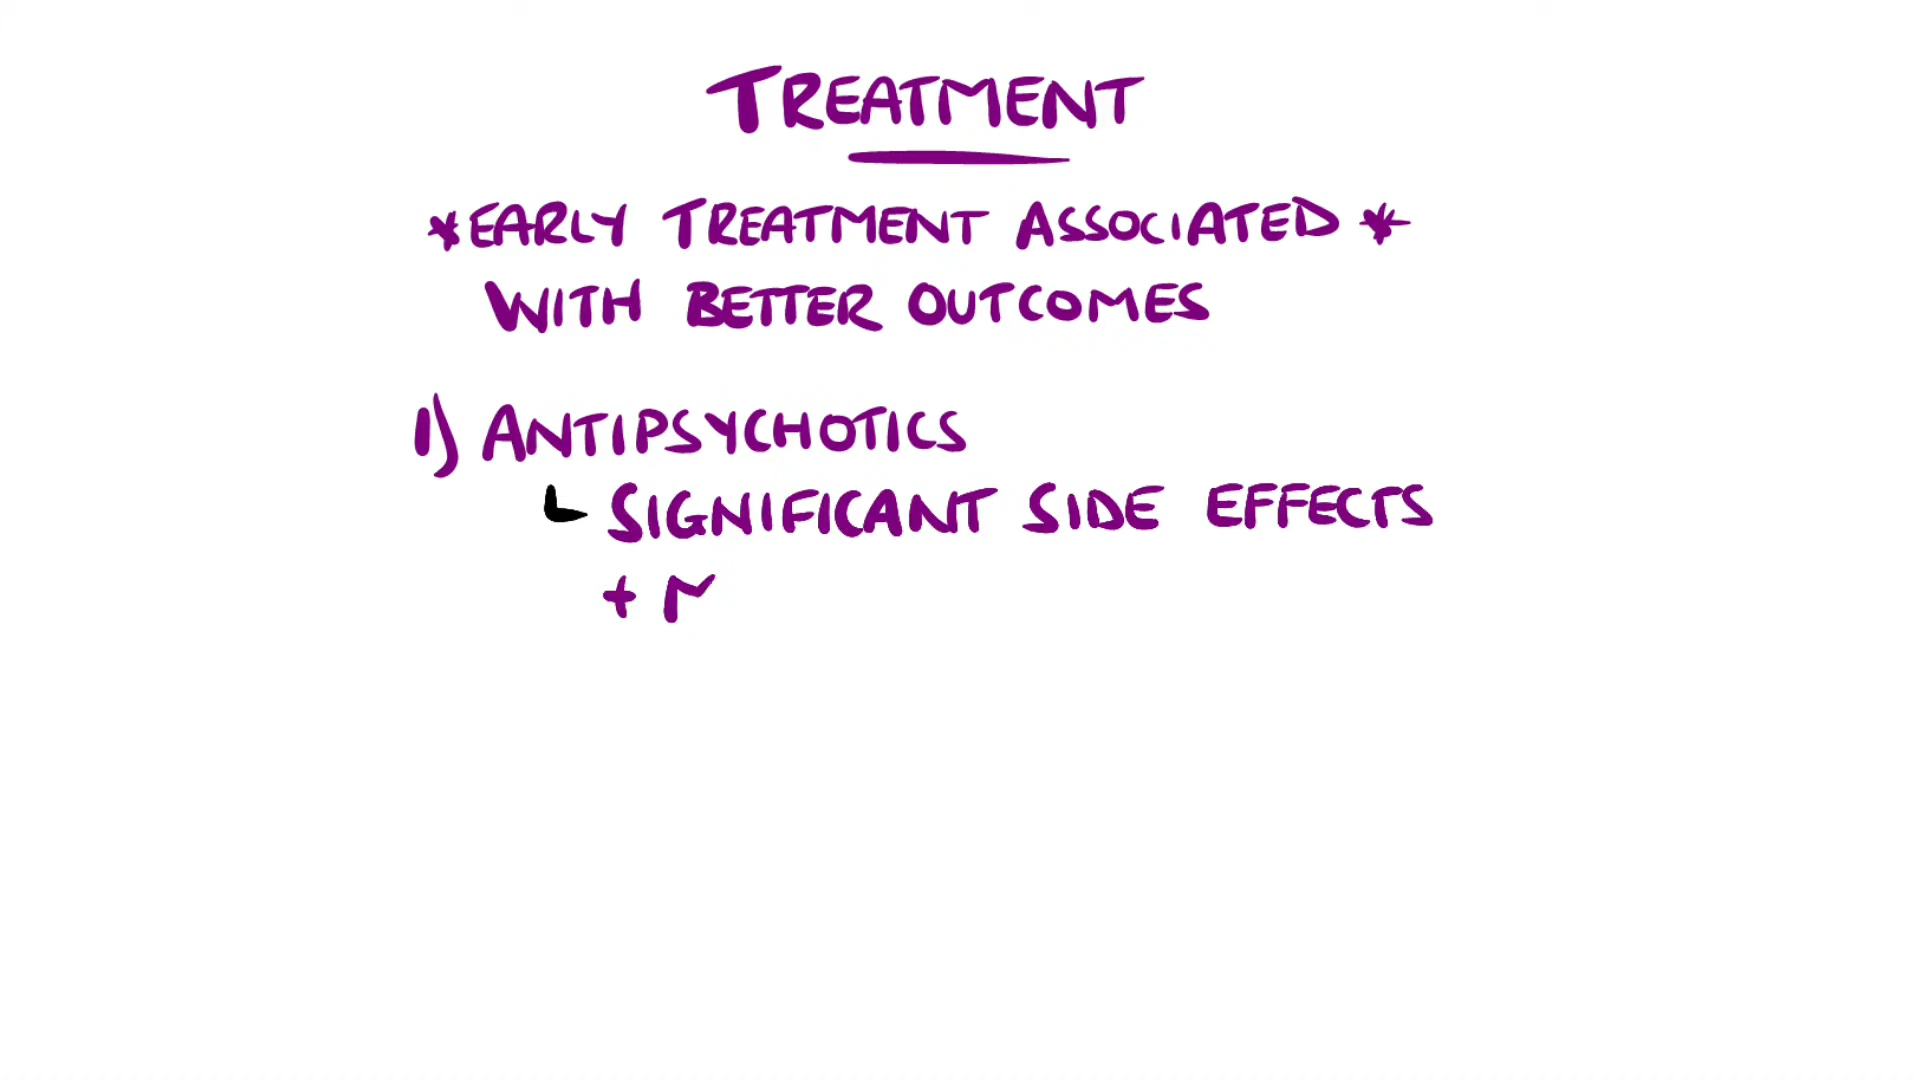 TREATMENT
*EARLY TREATMENT ASSOCIATED*
WITH BETTER OUTCOMES
1) ANTIPSYCHOTICS
SIGNIFICANT SIDE EFFECTS
+